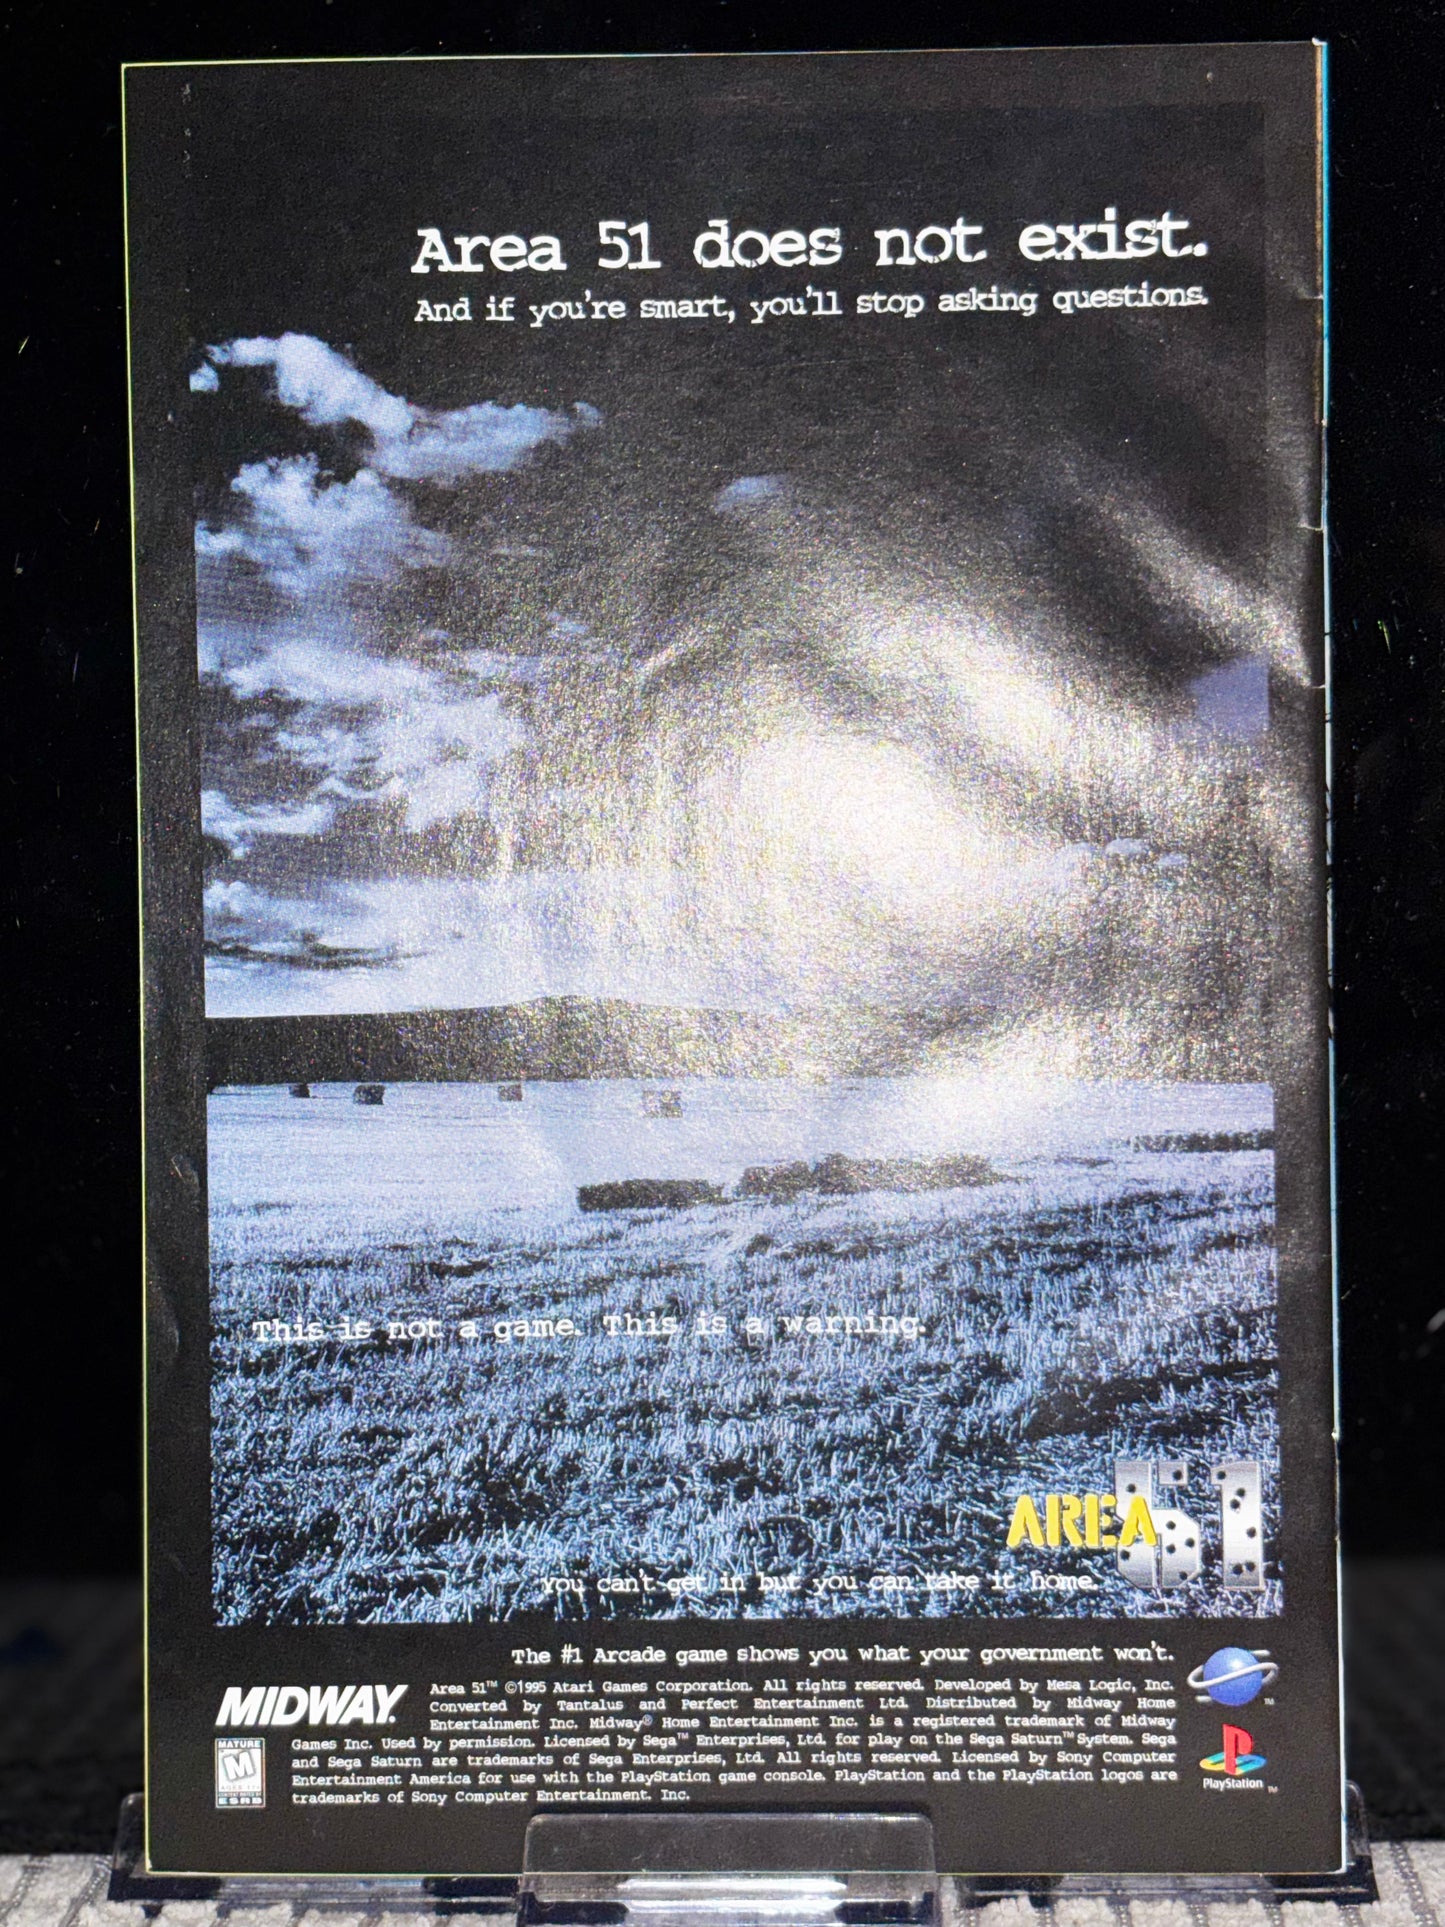 Area 51 does not exist.
And if you're smart, you'll stop asking questions.
This is not a game. This is a warning.
AREA 51
You can't get in but you can take it home.
The #1 Arcade game shows you what your government won't.
MIDWAY
Area 51™ ©1995 Atari Games Corporation. All rights reserved. Developed by Mesa Logic, Inc.
Converted by Tantalus and Perfect Entertainment Ltd. Distributed by Midway Home
Entertainment Inc. Midway® Home Entertainment Inc. is a registered trademark of Midway
Games Inc. Used by permission. Licensed by Sega™ Enterprises, Ltd. for play on the Sega Saturn™ System. Sega
and Sega Saturn are trademarks of Sega Enterprises, Ltd. All rights reserved. Licensed by Sony Computer
Entertainment America for use with the PlayStation game console. PlayStation and the PlayStation logos are
trademarks of Sony Computer Entertainment. Inc.
MATURE
M
AGES 17+
ESRB
TM
PlayStation TM